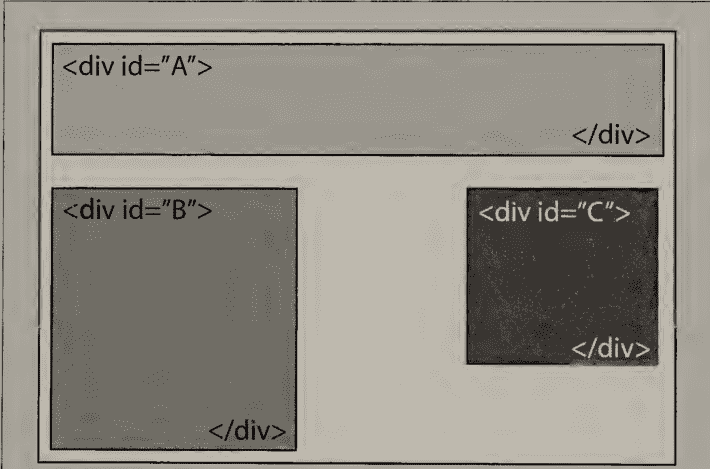 <div id="A">
</div>
<div id="B">
</div>
<div id="C">
</div>